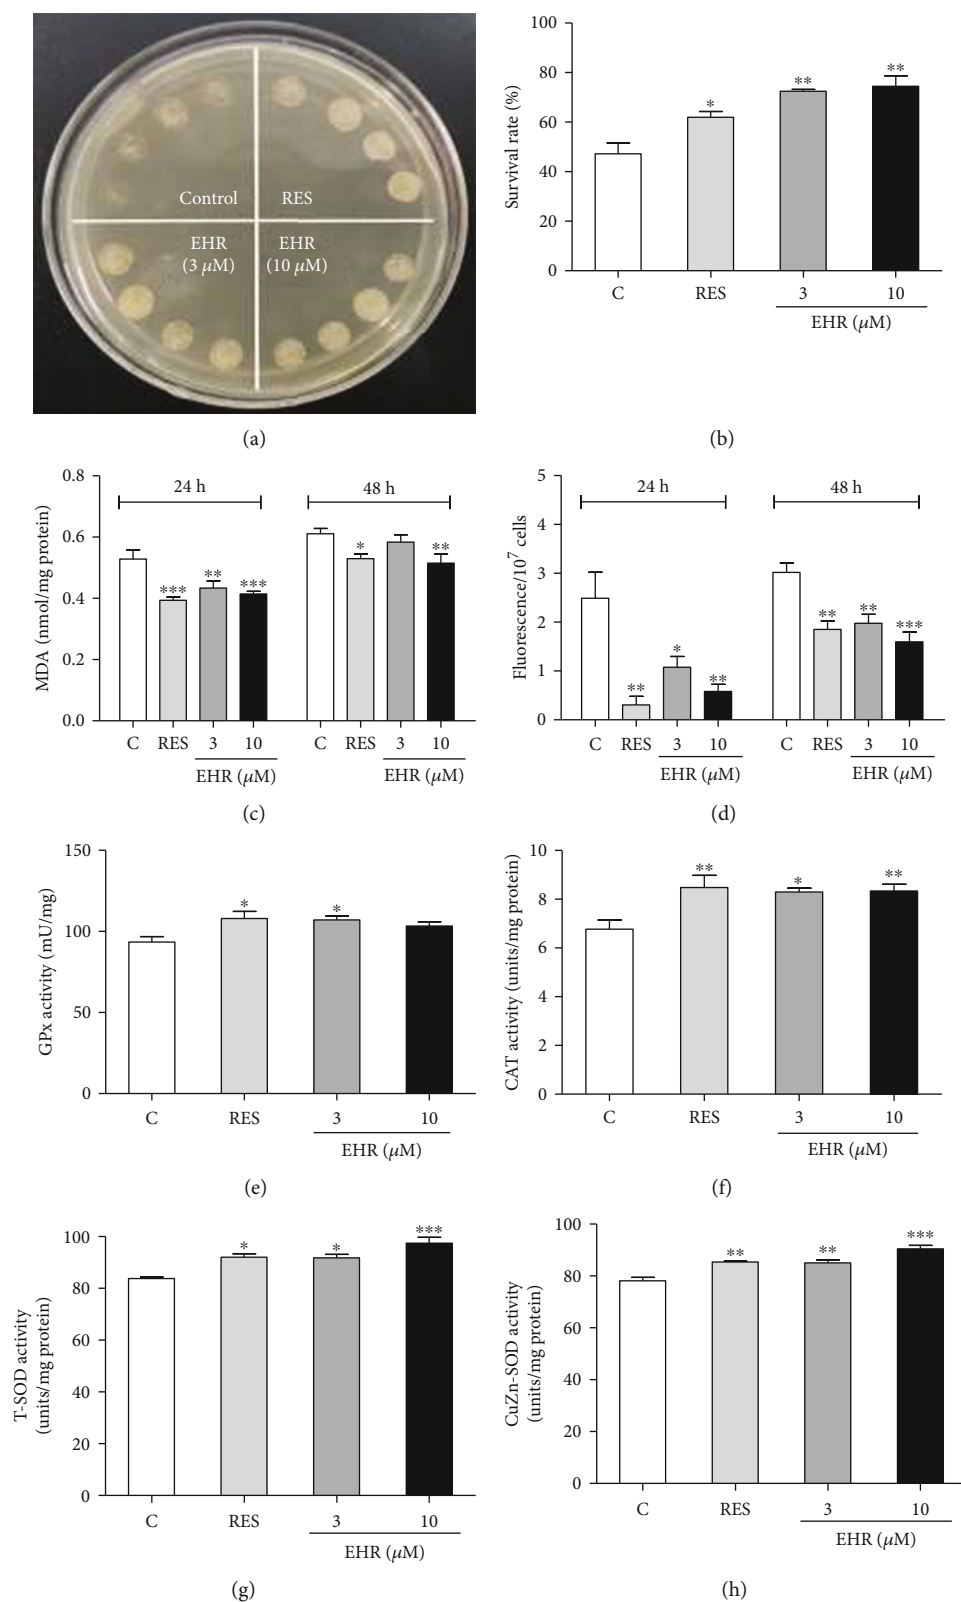 Control
RES
EHR
(3 μM)
EHR
(10 μM)
(a)
Survival rate (%)
100
80
60
40
20
0
*
**
**
C
RES
3
10
EHR (μM)
(b)
MDA (nmol/mg protein)
0.8
0.6
0.4
0.2
0.0
24 h
48 h
***
**
***
*
**
C
RES
3
10
C
RES
3
10
EHR (μM)
EHR (μM)
(c)
Fluorescence/10⁷ cells
5
4
3
2
1
0
24 h
48 h
**
*
**
**
**
***
C
RES
3
10
C
RES
3
10
EHR (μM)
EHR (μM)
(d)
GPx activity (mU/mg)
150
100
50
0
*
*
C
RES
3
10
EHR (μM)
(e)
CAT activity (units/mg protein)
10
8
6
4
2
0
**
*
**
C
RES
3
10
EHR (μM)
(f)
T-SOD activity
(units/mg protein)
100
80
60
40
20
0
*
*
***
C
RES
3
10
EHR (μM)
(g)
CuZn-SOD activity
(units/mg protein)
100
80
60
40
20
0
**
**
***
C
RES
3
10
EHR (μM)
(h)